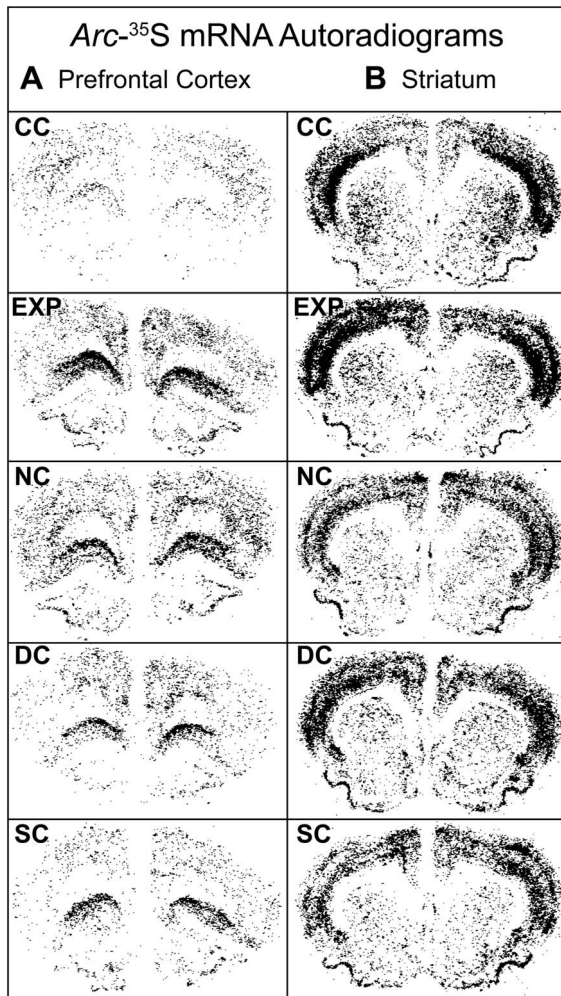 Arc-³⁵S mRNA Autoradiograms
A Prefrontal Cortex
B Striatum
CC
CC
EXP
EXP
NC
NC
DC
DC
SC
SC